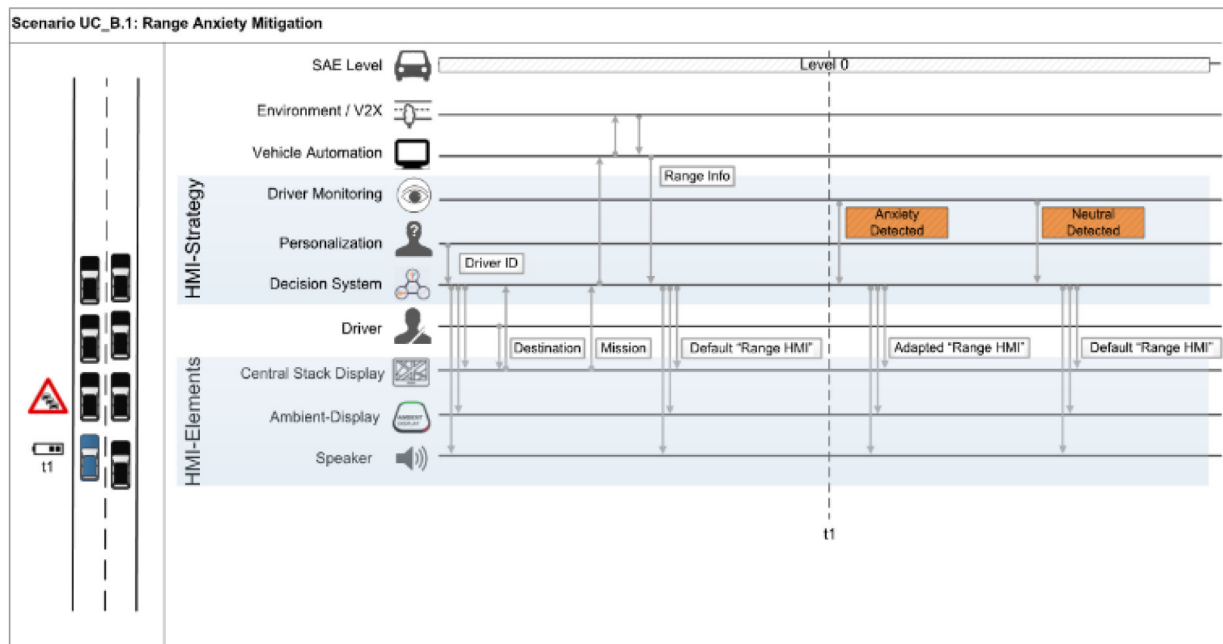 Scenario UC_B.1: Range Anxiety Mitigation
SAE Level
Level 0
Environment / V2X
Vehicle Automation
Range Info
HMI-Strategy
Driver Monitoring
Anxiety
Detected
Neutral
Detected
Personalization
Driver ID
Decision System
Driver
Destination
Mission
Default “Range HMI”
Adapted “Range HMI”
Default “Range HMI”
HMI-Elements
Central Stack Display
Ambient-Display
AMBIENT
DISPLAY
Speaker
t1
t1